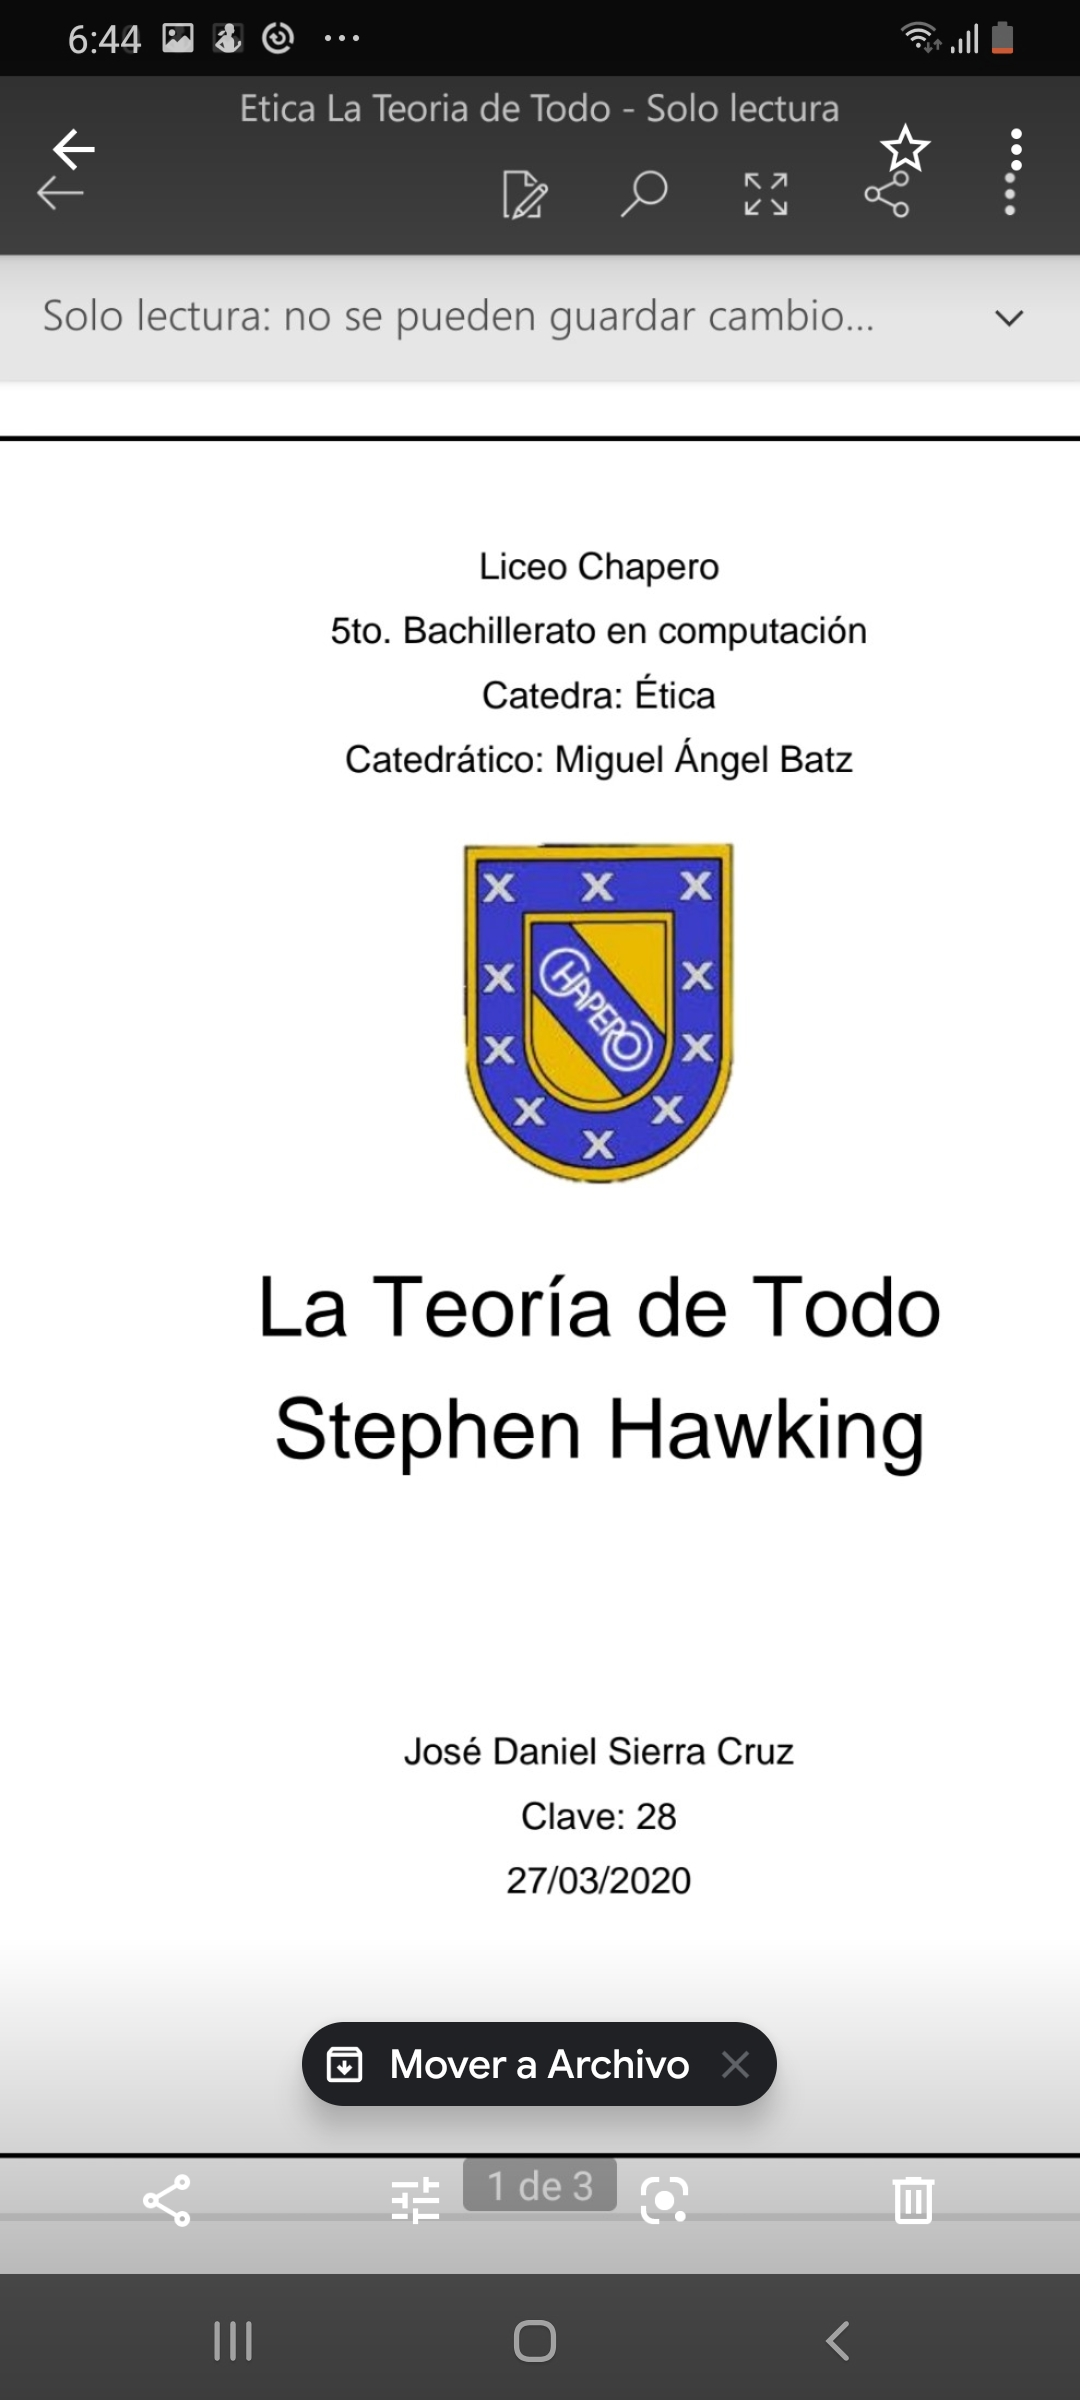 6:44
Etica La Teoria de Todo - Solo lectura
Solo lectura: no se pueden guardar cambio...
Liceo Chapero
5to. Bachillerato en computación
Catedra: Ética
Catedrático: Miguel Ángel Batz
X X X
X X
X X
X X
X
CHAPERO
La Teoría de Todo
Stephen Hawking
José Daniel Sierra Cruz
Clave: 28
27/03/2020
Mover a Archivo
1 de 3